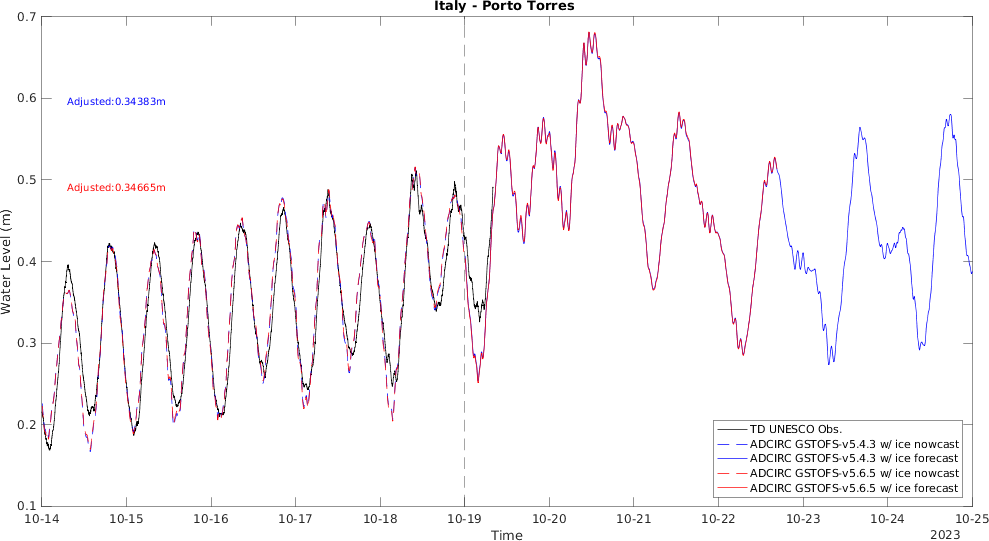 Italy - Porto Torres
Water Level (m)
0.7
0.6
0.5
0.4
0.3
0.2
0.1
Adjusted:0.34383m
Adjusted:0.34665m
TD UNESCO Obs.
ADCIRC GSTOFS-v5.4.3 w/ ice nowcast
ADCIRC GSTOFS-v5.4.3 w/ ice forecast
ADCIRC GSTOFS-v5.6.5 w/ ice nowcast
ADCIRC GSTOFS-v5.6.5 w/ ice forecast
10-14 10-15 10-16 10-17 10-18 10-19 10-20 10-21 10-22 10-23 10-24 10-25
Time
2023